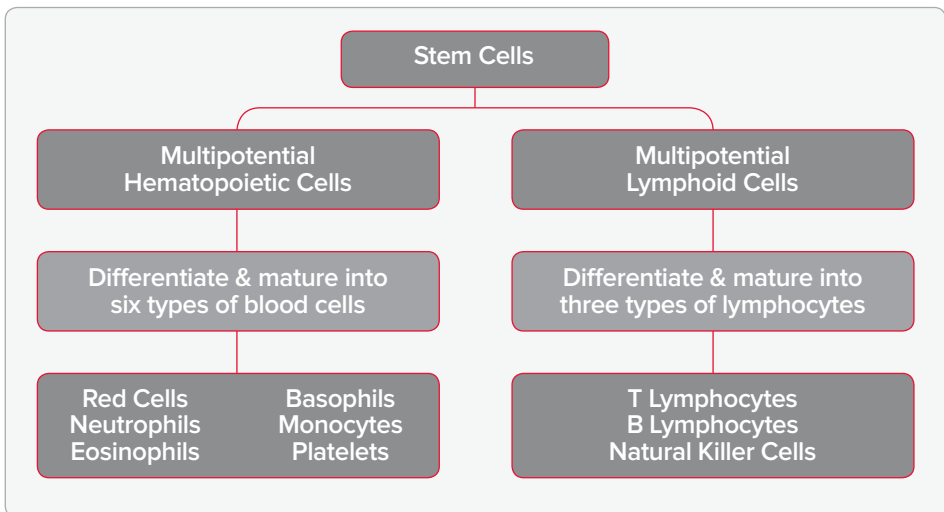 Stem Cells
Multipotential
Hematopoietic Cells
Multipotential
Lymphoid Cells
Differentiate & mature into
six types of blood cells
Differentiate & mature into
three types of lymphocytes
Red Cells
Neutrophils
Eosinophils
Basophils
Monocytes
Platelets
T Lymphocytes
B Lymphocytes
Natural Killer Cells